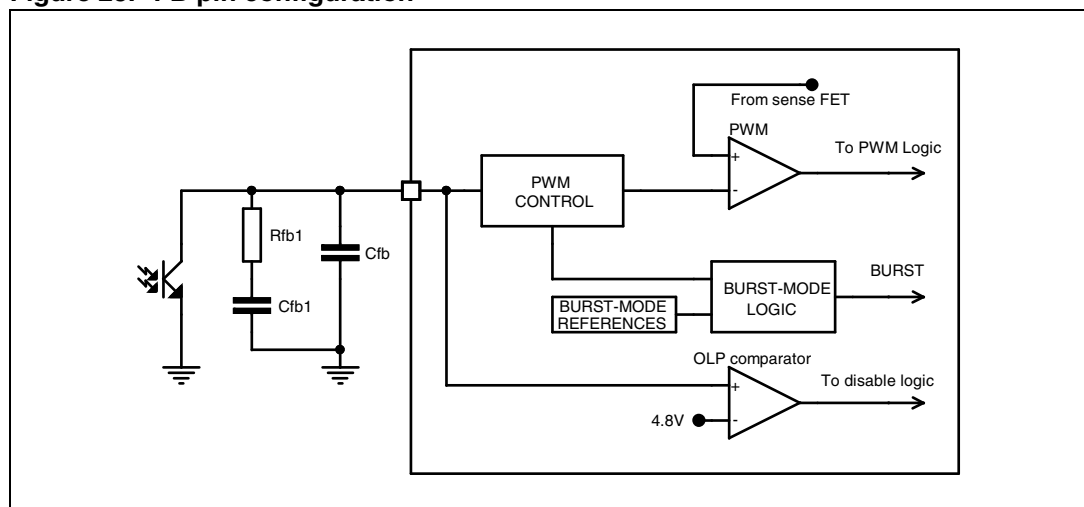 From sense FET
PWM
To PWM Logic
+
-
PWM
CONTROL
Rfb1
Cfb
Cfb1
BURST
BURST-MODE
LOGIC
BURST-MODE
REFERENCES
OLP comparator
To disable logic
+
4.8V
-